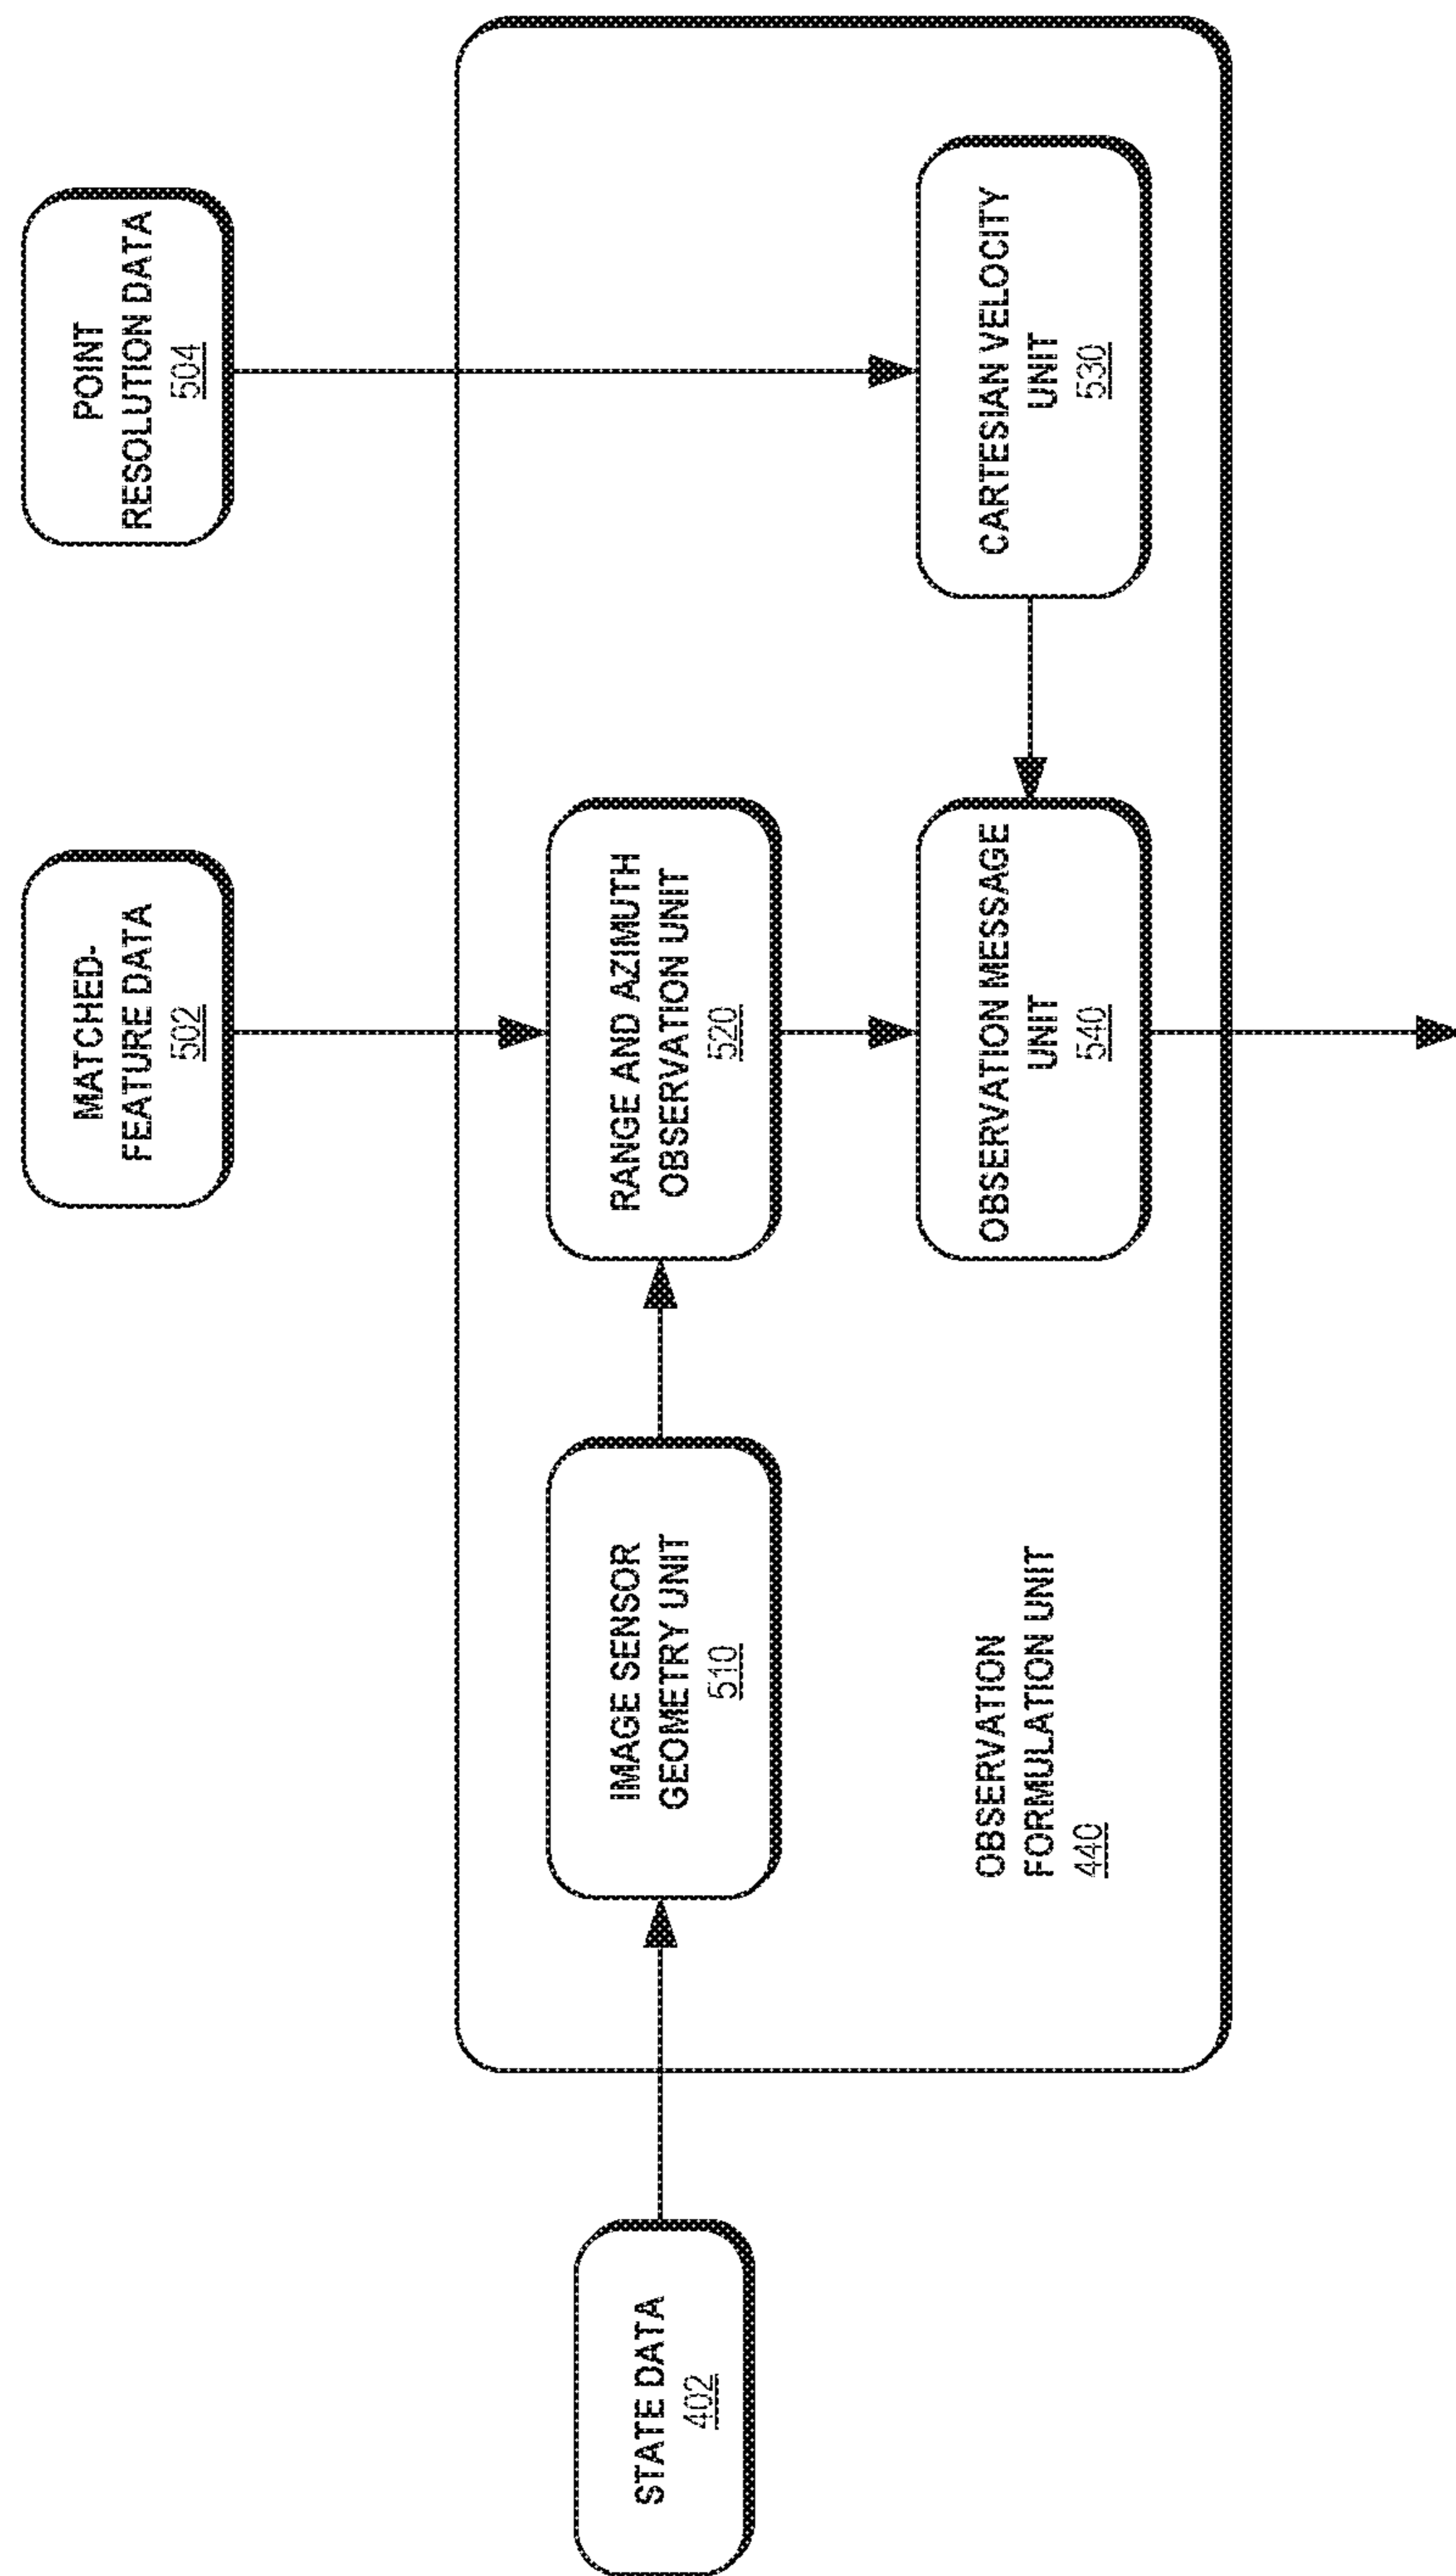 MATCHED-
FEATURE DATA
502
POINT
RESOLUTION DATA
504
STATE DATA
402
IMAGE SENSOR
GEOMETRY UNIT
510
RANGE AND AZIMUTH
OBSERVATION UNIT
520
OBSERVATION
FORMULATION UNIT
440
OBSERVATION MESSAGE
UNIT
540
CARTESIAN VELOCITY
UNIT
530